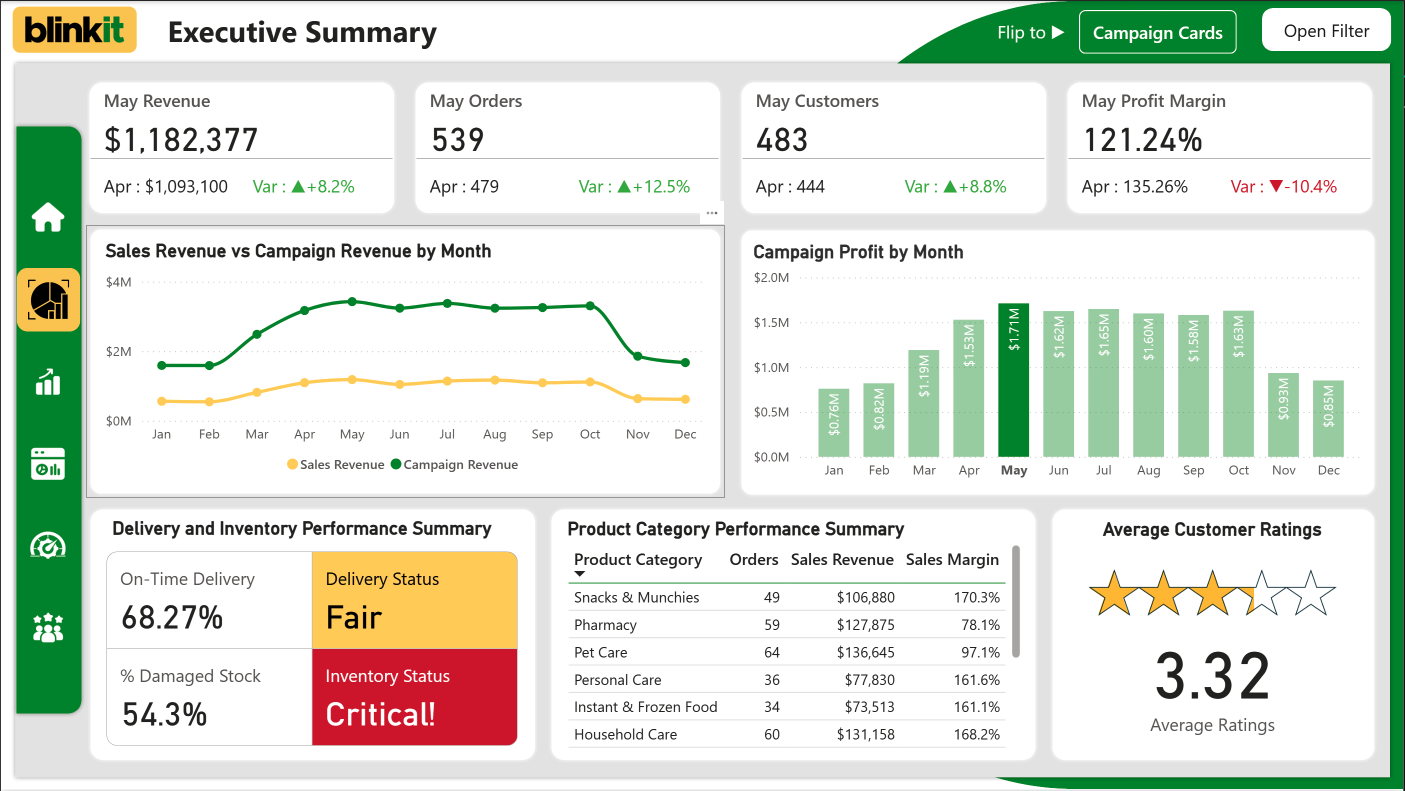 blinkit
Executive Summary
Flip to ▶
Campaign Cards
Open Filter
May Revenue
$1,182,377
Apr : $1,093,100 Var : ▲+8.2%
May Orders
539
Apr : 479 Var : ▲+12.5%
May Customers
483
Apr : 444 Var : ▲+8.8%
May Profit Margin
121.24%
Apr : 135.26% Var : ▼-10.4%
Sales Revenue vs Campaign Revenue by Month
$4M
$2M
$0M
Jan Feb Mar Apr May Jun Jul Aug Sep Oct Nov Dec
Sales Revenue Campaign Revenue
Campaign Profit by Month
$2.0M
$1.5M
$1.0M
$0.5M
$0.0M
$0.76M $0.82M $1.19M $1.53M $1.71M $1.62M $1.65M $1.60M $1.58M $1.63M $0.93M $0.85M
Jan Feb Mar Apr May Jun Jul Aug Sep Oct Nov Dec
Delivery and Inventory Performance Summary
On-Time Delivery
68.27%
Delivery Status
Fair
% Damaged Stock
54.3%
Inventory Status
Critical!
Product Category Performance Summary
Product Category Orders Sales Revenue Sales Margin
Snacks & Munchies 49 $106,880 170.3%
Pharmacy 59 $127,875 78.1%
Pet Care 64 $136,645 97.1%
Personal Care 36 $77,830 161.6%
Instant & Frozen Food 34 $73,513 161.1%
Household Care 60 $131,158 168.2%
Average Customer Ratings
3.32
Average Ratings